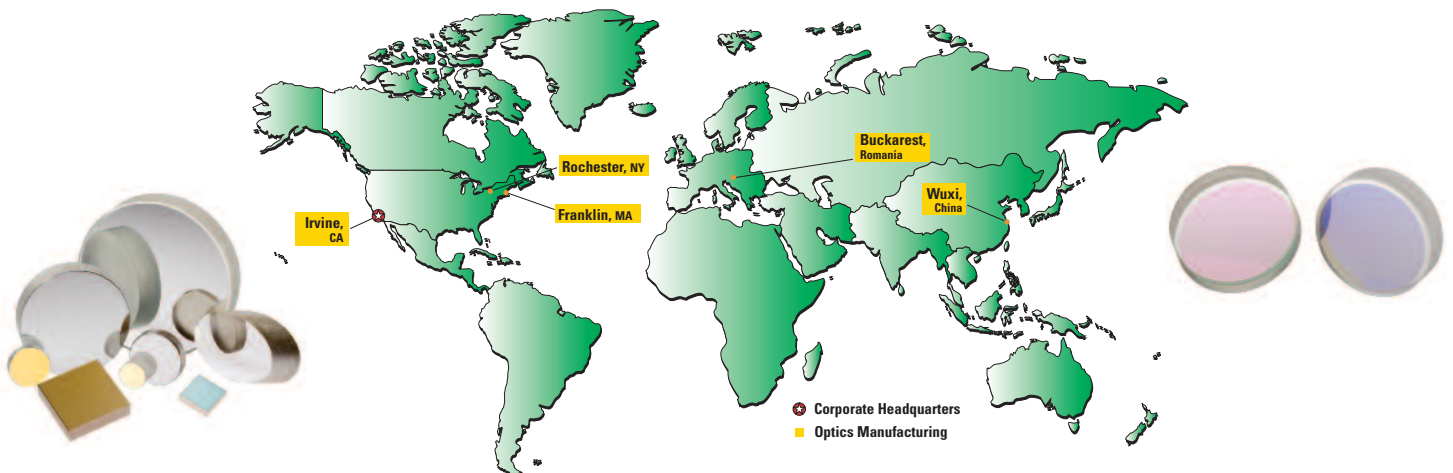 Rochester, NY
Franklin, MA
Irvine,
CA
Buckarest,
Romania
Wuxi,
China
Corporate Headquarters
Optics Manufacturing